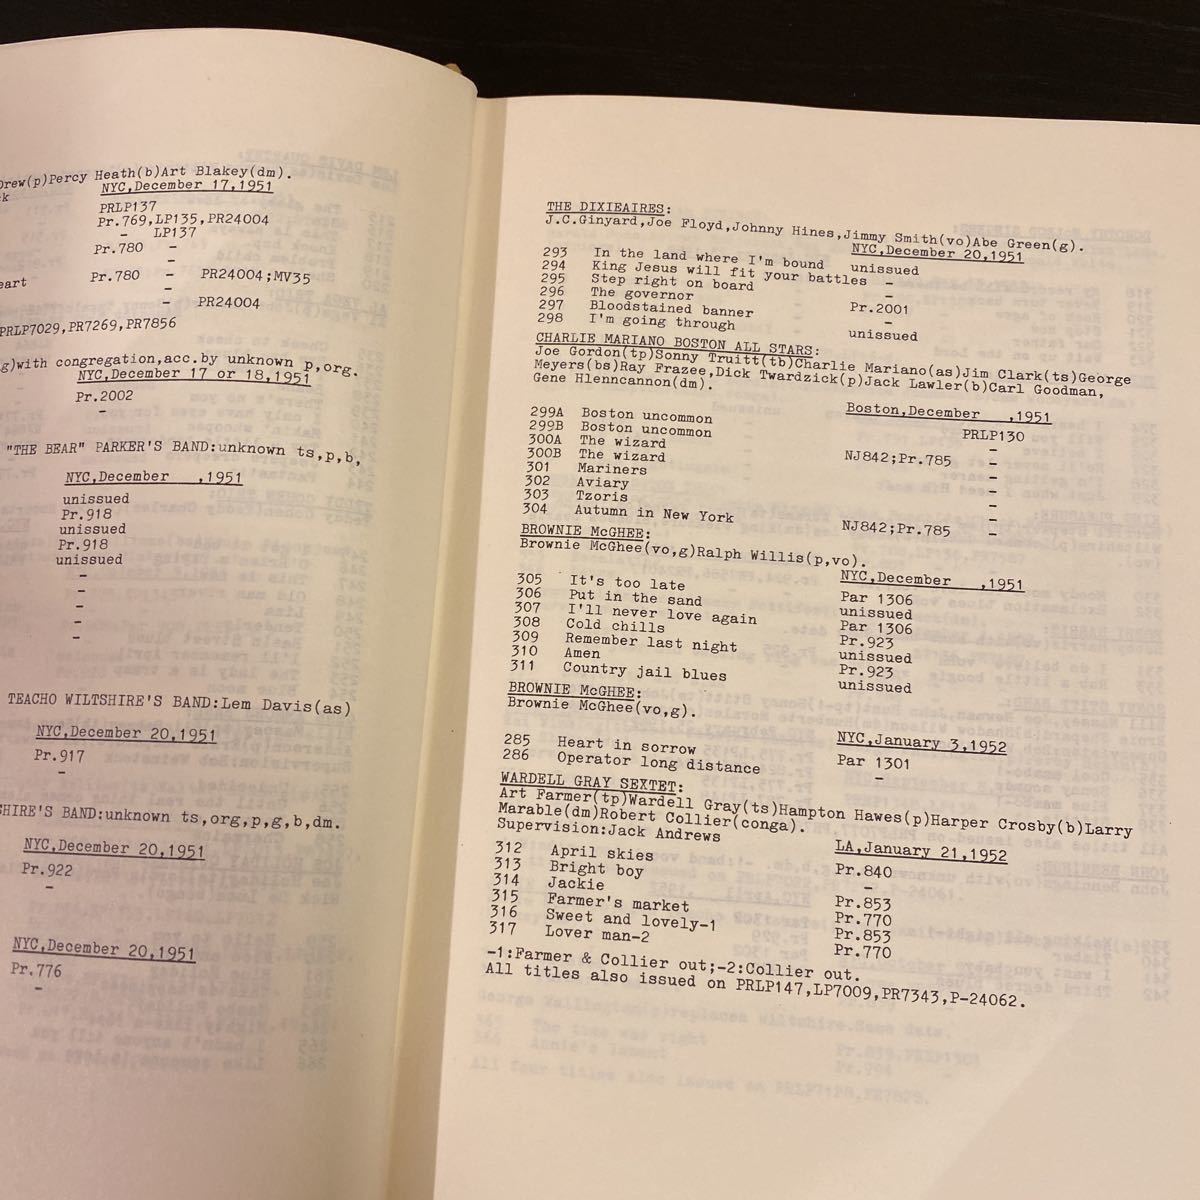 Drew(p)Percy Heath(b)Art Blakey(dm).
NYC,December 17,1951
PRLP137
Pr.769,LP135,PR24004
- LP137
Pr.780 -
-
eart Pr.780 - PR24004;MV35
-
- PR24004
PRLP7029,PR7269,PR7856
g)with congregation,acc.by unknown p,org.
NYC,December 17 or 18,1951
Pr.2002
-
"THE BEAR" PARKER'S BAND:unknown ts,p,b,
NYC,December ,1951
unissued
Pr.918
unissued
Pr.918
unissued
-
-
-
-
-
TEACHO WILTSHIRE'S BAND:Lem Davis(as)
NYC,December 20,1951
Pr.917
-
SHIRE'S BAND:unknown ts,org,p,g,b,dm.
NYC,December 20,1951
Pr.922
-
NYC,December 20,1951
Pr.776
-
THE DIXIEAIRES:
J.C.Ginyard,Joe Floyd,Johnny Hines,Jimmy Smith(vo)Abe Green(g).
NYC,December 20,1951
293 In the land where I'm bound unissued
294 King Jesus will fit your battles -
295 Step right on board -
296 The governor Pr.2001
297 Bloodstained banner -
298 I'm going through unissued
CHARLIE MARIANO BOSTON ALL STARS:
Joe Gordon(tp)Sonny Truitt(tb)Charlie Mariano(as)Jim Clark(ts)George
Meyers(bs)Ray Frazee,Dick Twardzick(p)Jack Lawler(b)Carl Goodman,
Gene Hlenncannon(dm).
Boston,December ,1951
299A Boston uncommon PRLP130
299B Boston uncommon -
300A The wizard NJ842;Pr.785 -
300B The wizard -
301 Mariners -
302 Aviary -
303 Tzoris -
304 Autumn in New York NJ842;Pr.785 -
BROWNIE McGHEE:
Brownie McGhee(vo,g)Ralph Willis(p,vo).
NYC,December ,1951
305 It's too late Par 1306
306 Put in the sand unissued
307 I'll never love again Par 1306
308 Cold chills Pr.923
309 Remember last night unissued
310 Amen Pr.923
311 Country jail blues unissued
BROWNIE McGHEE:
Brownie McGhee(vo,g).
NYC,January 3,1952
285 Heart in sorrow Par 1301
286 Operator long distance -
WARDELL GRAY SEXTET:
Art Farmer(tp)Wardell Gray(ts)Hampton Hawes(p)Harper Crosby(b)Larry
Marable(dm)Robert Collier(conga).
Supervision:Jack Andrews
LA,January 21,1952
312 April skies Pr.840
313 Bright boy -
314 Jackie Pr.853
315 Farmer's market Pr.770
316 Sweet and lovely-1 Pr.853
317 Lover man-2 Pr.770
-1:Farmer & Collier out;-2:Collier out.
All titles also issued on PRLP147,LP7009,PR7343,P-24062.